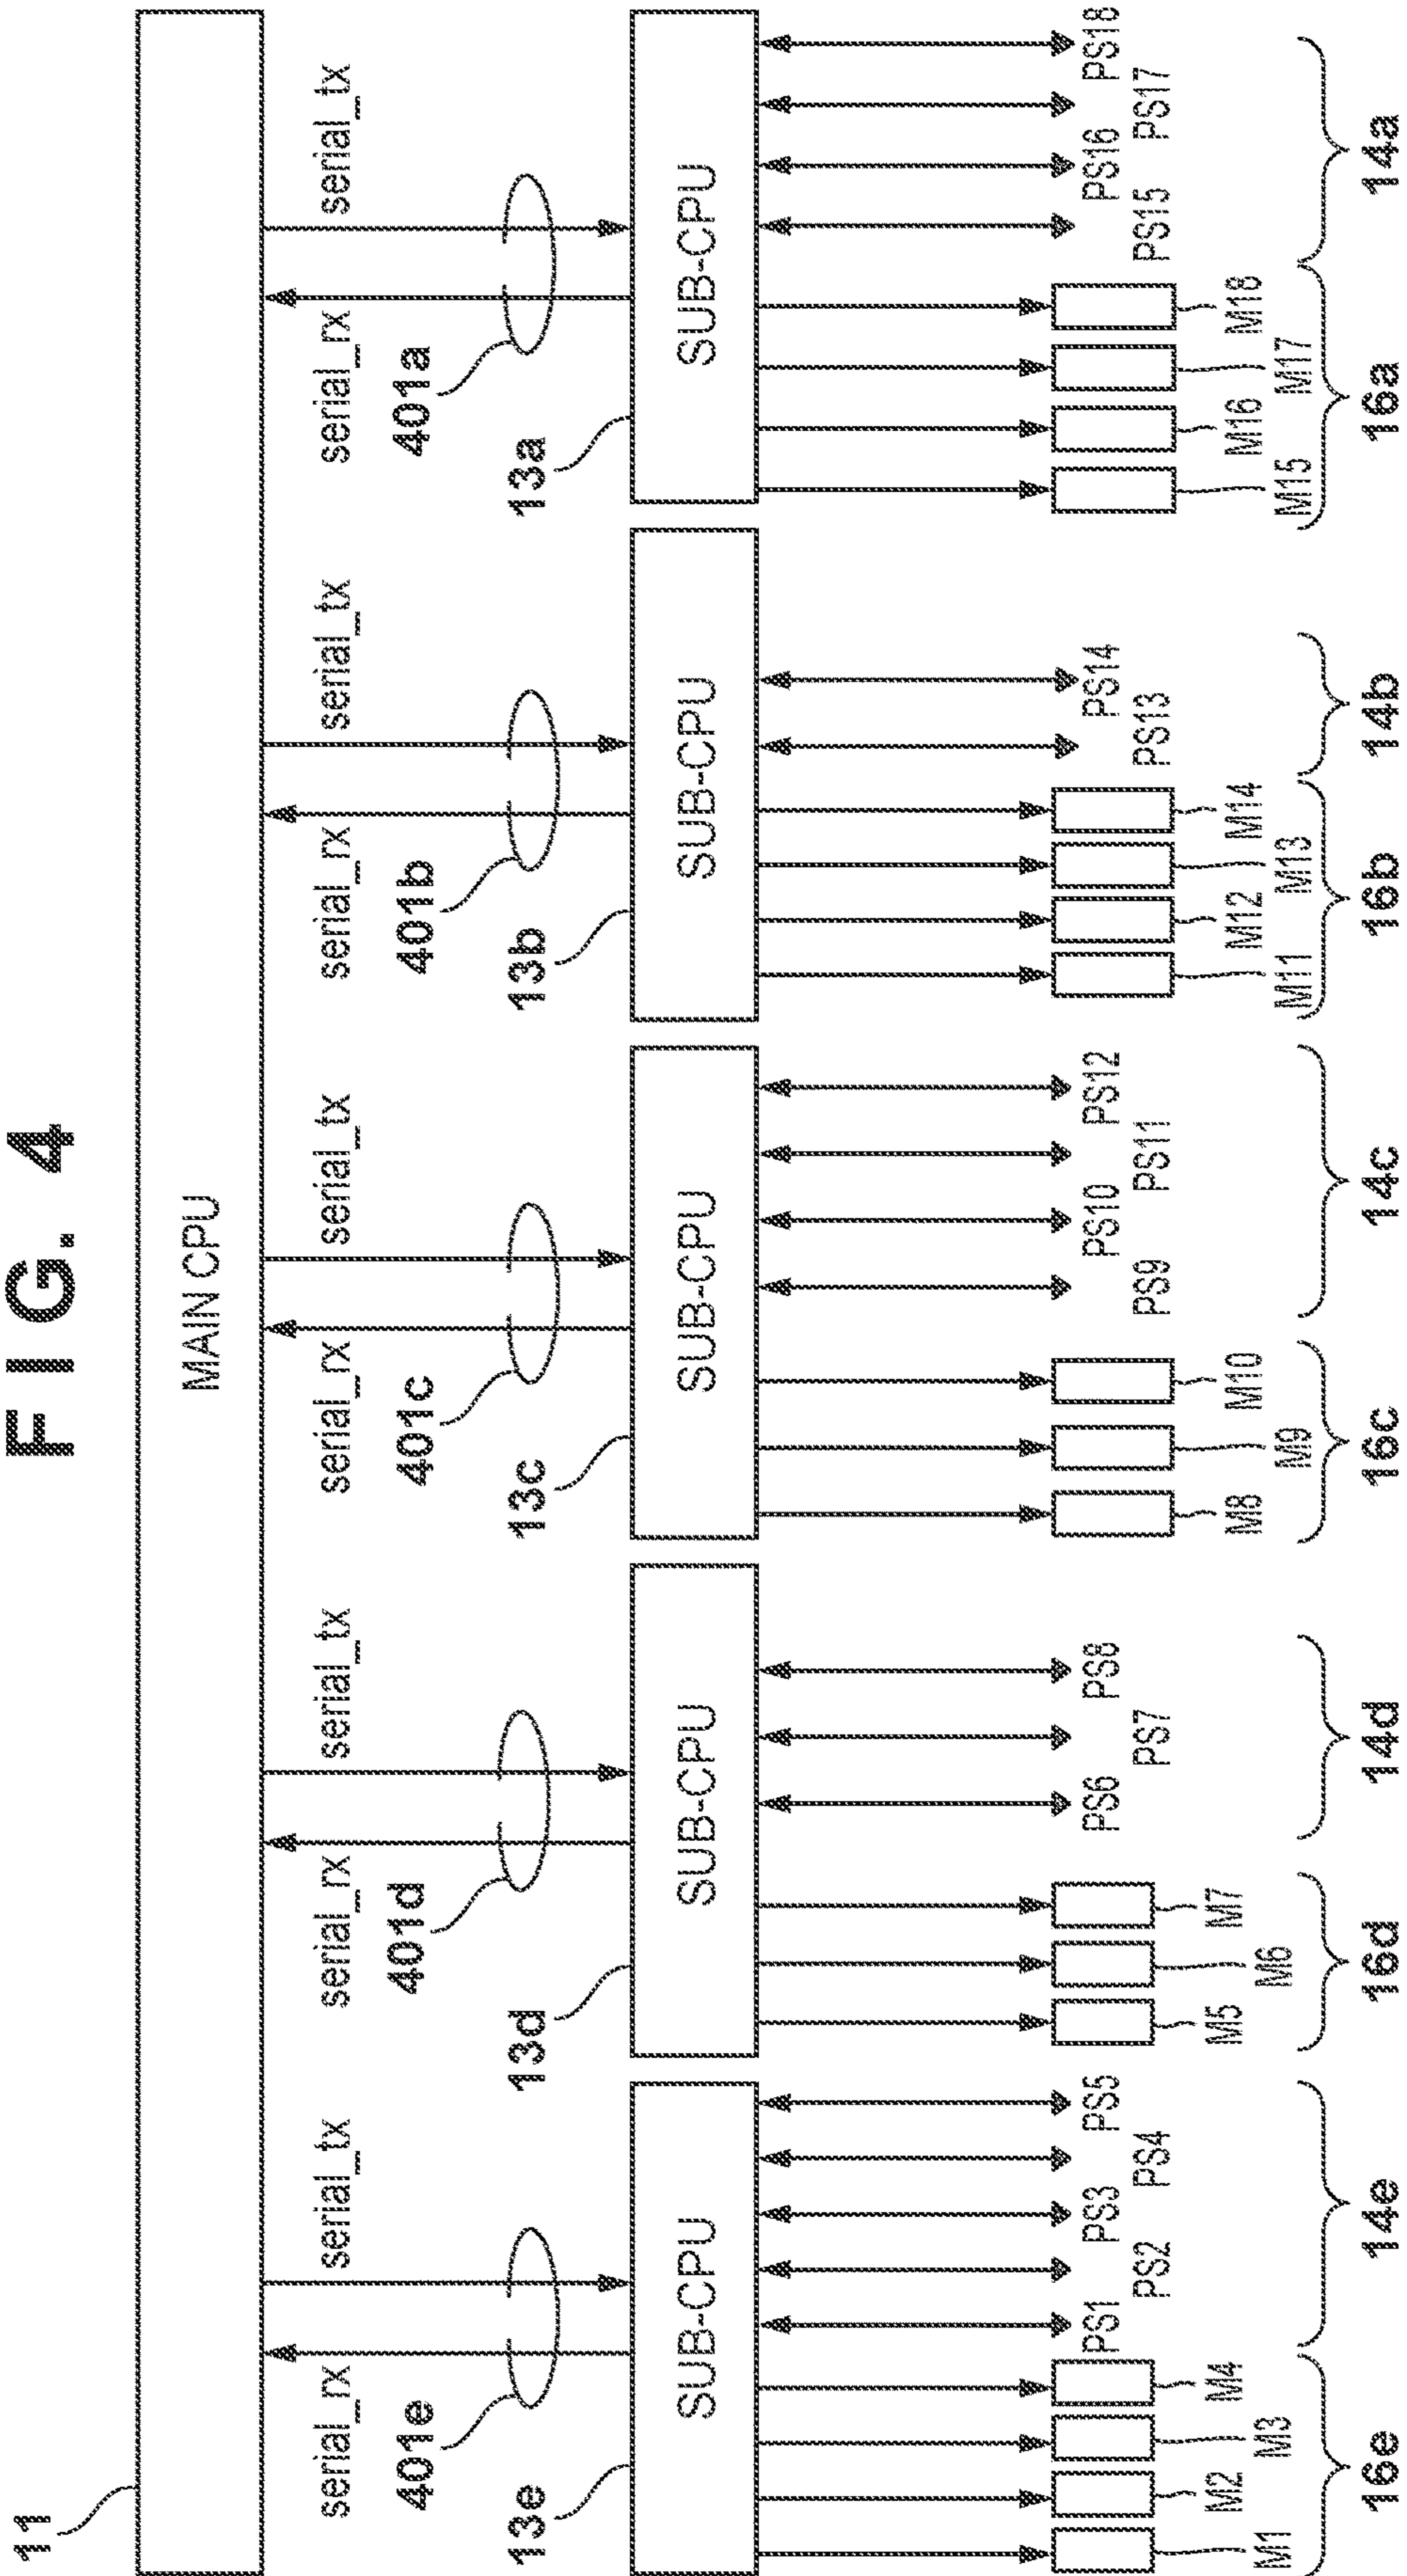 FIG. 4
11
MAIN CPU
serial_rx
serial_tx
serial_rx
serial_tx
serial_rx
serial_tx
serial_rx
serial_tx
serial_rx
serial_tx
401e
401d
401c
401b
401a
13e
13d
13c
13b
13a
SUB-CPU
SUB-CPU
SUB-CPU
SUB-CPU
SUB-CPU
M1
M2
M3
M4
PS1
PS2
PS3
PS4
PS5
M5
M6
M7
PS6
PS7
PS8
M8
M9
M10
PS9
PS10
PS11
PS12
M11
M12
M13
M14
PS13
PS14
M15
M16
M17
M18
PS15
PS16
PS17
PS18
16e
14e
16d
14d
16c
14c
16b
14b
16a
14a